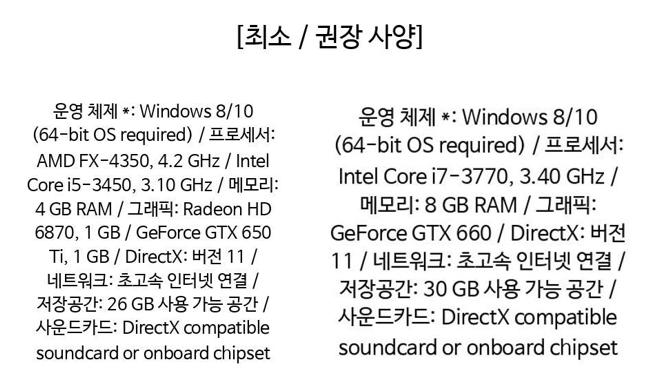 [최소 / 권장 사양]
운영 체제 *: Windows 8/10
(64-bit OS required) / 프로세서:
AMD FX-4350, 4.2 GHz / Intel
Core i5-3450, 3.10 GHz / 메모리:
4 GB RAM / 그래픽: Radeon HD
6870, 1 GB / GeForce GTX 650
Ti, 1 GB / DirectX: 버전 11 /
네트워크: 초고속 인터넷 연결 /
저장공간: 26 GB 사용 가능 공간 /
사운드카드: DirectX compatible
soundcard or onboard chipset
운영 체제 *: Windows 8/10
(64-bit OS required) / 프로세서:
Intel Core i7-3770, 3.40 GHz /
메모리: 8 GB RAM / 그래픽:
GeForce GTX 660 / DirectX: 버전
11 / 네트워크: 초고속 인터넷 연결 /
저장공간: 30 GB 사용 가능 공간 /
사운드카드: DirectX compatible
soundcard or onboard chipset